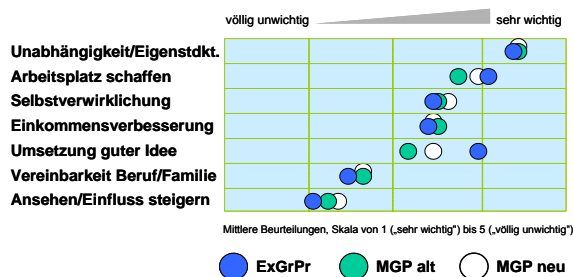 völlig unwichtig sehr wichtig
Unabhängigkeit/Eigenstdkt.
Arbeitsplatz schaffen
Selbstverwirklichung
Einkommensverbesserung
Umsetzung guter Idee
Vereinbarkeit Beruf/Familie
Ansehen/Einfluss steigern
Mittlere Beurteilungen, Skala von 1 („sehr wichtig") bis 5 („völlig unwichtig")
ExGrPr MGP alt MGP neu